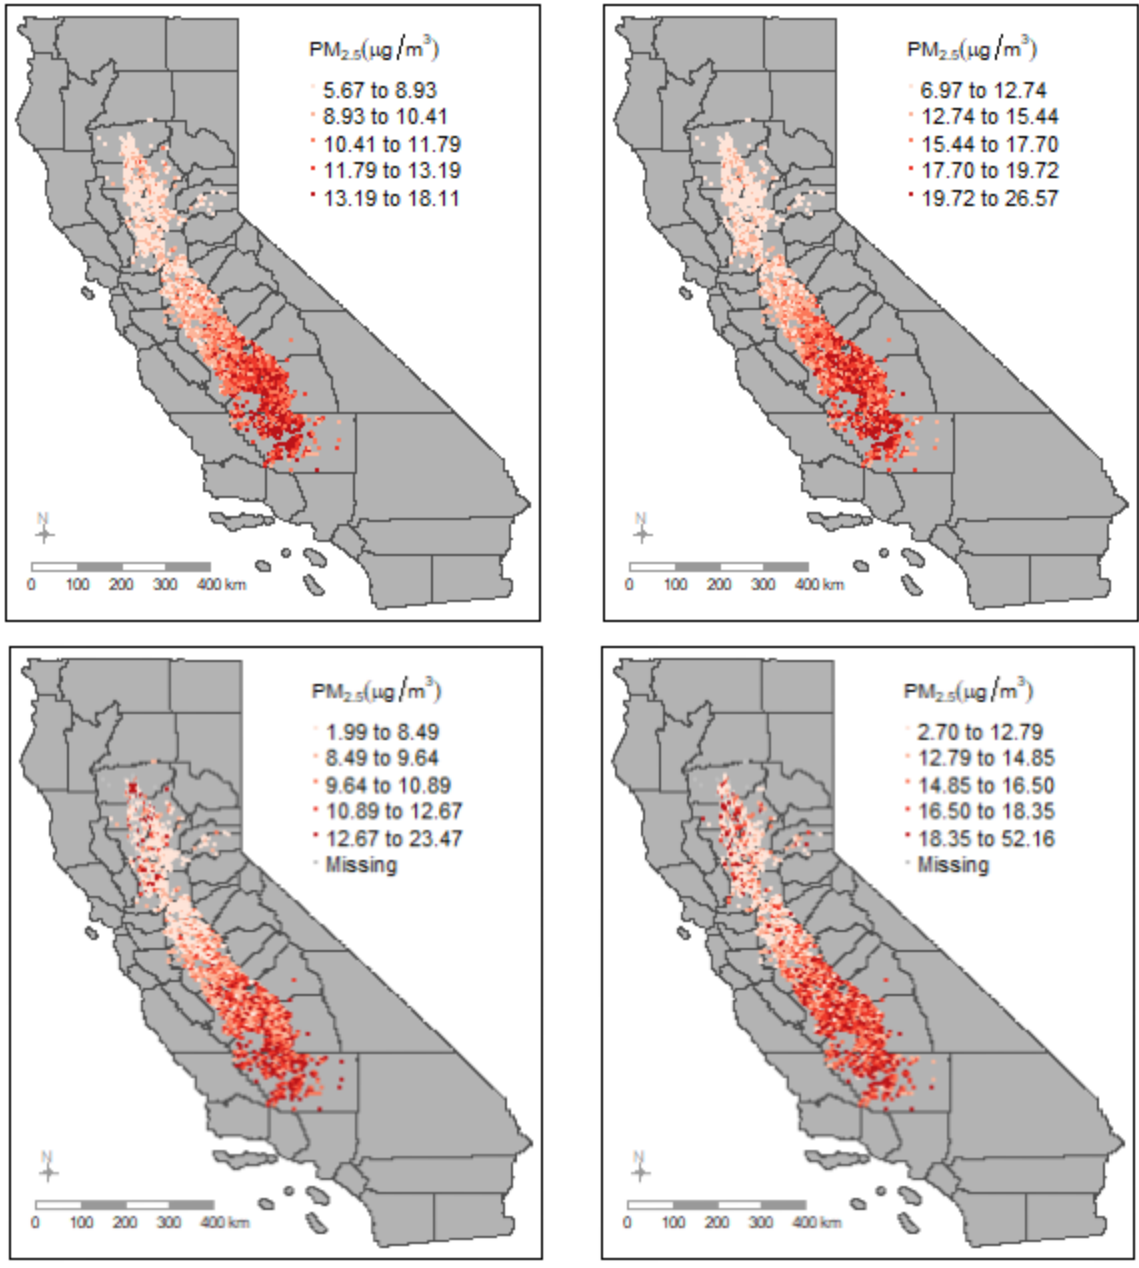 PM2.5(µg/m³)
5.67 to 8.93
8.93 to 10.41
10.41 to 11.79
11.79 to 13.19
13.19 to 18.11
N
0 100 200 300 400 km
PM2.5(µg/m³)
6.97 to 12.74
12.74 to 15.44
15.44 to 17.70
17.70 to 19.72
19.72 to 26.57
N
0 100 200 300 400 km
PM2.5(µg/m³)
1.99 to 8.49
8.49 to 9.64
9.64 to 10.89
10.89 to 12.67
12.67 to 23.47
Missing
N
0 100 200 300 400 km
PM2.5(µg/m³)
2.70 to 12.79
12.79 to 14.85
14.85 to 16.50
16.50 to 18.35
18.35 to 52.16
Missing
N
0 100 200 300 400 km